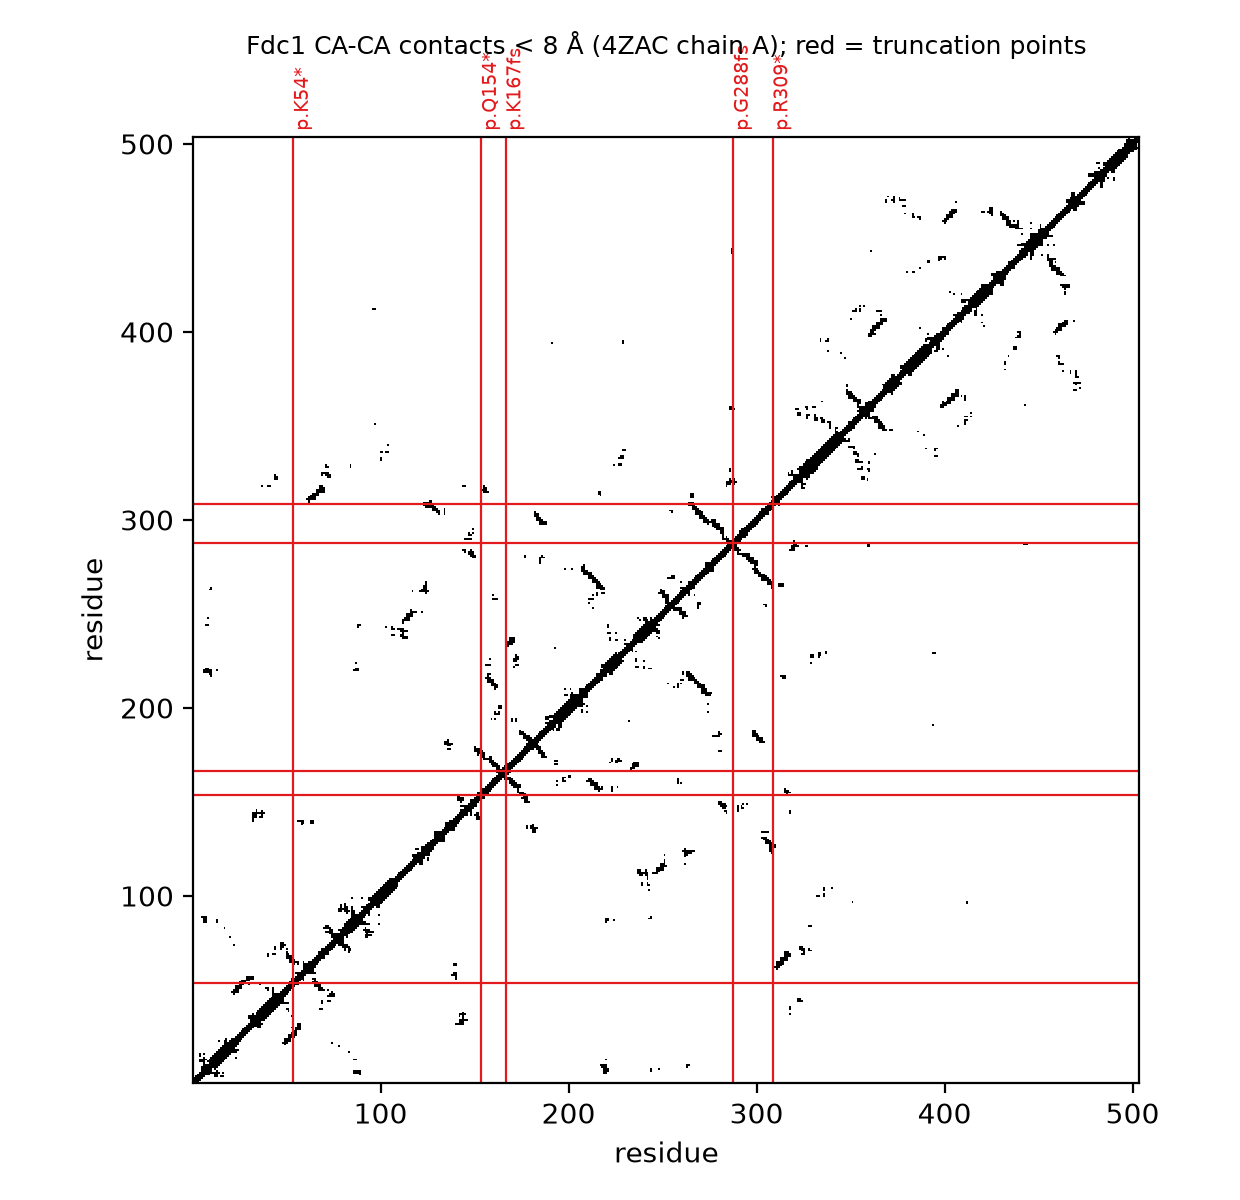 Fdc1 CA-CA contacts < 8 Å (4ZAC chain A); red = truncation points
p.K54*
p.Q154*
p.K167fs
p.G288fs
p.R309*
500
400
300
200
100
residue
100
200
300
400
500
residue